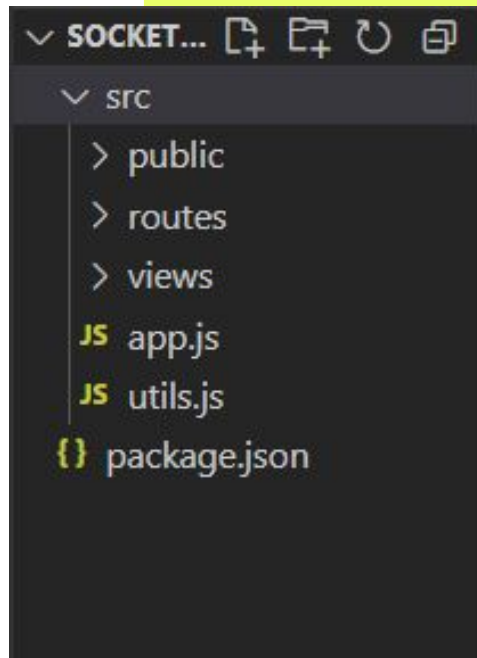 SOCKET...
src
public
routes
views
JS app.js
JS utils.js
{} package.json